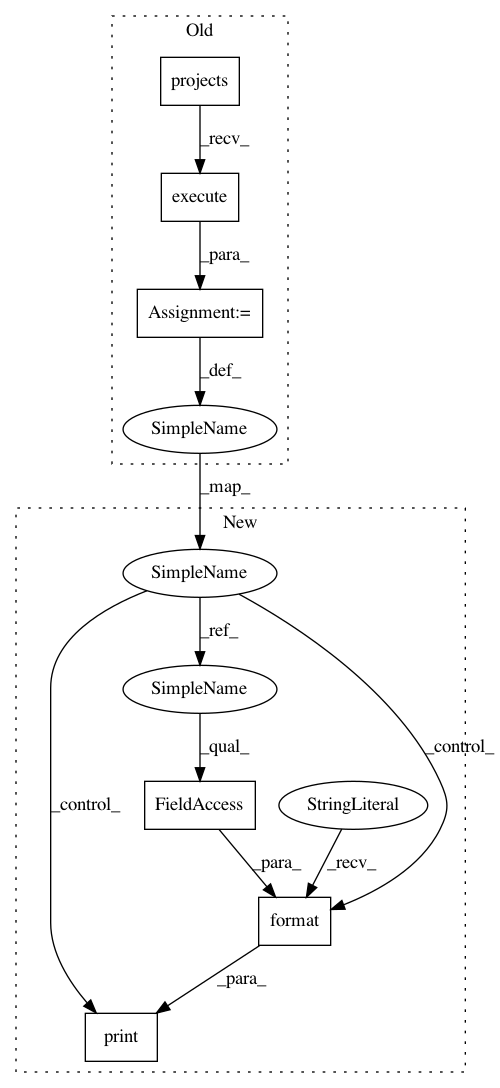 Old
projects
_recv_
execute
_para_
Assignment:=
_def_
SimpleName
_map_
New
SimpleName
_ref_
SimpleName
_control_
_qual_
_control_
FieldAccess
StringLiteral
_para_
_recv_
format
_para_
print